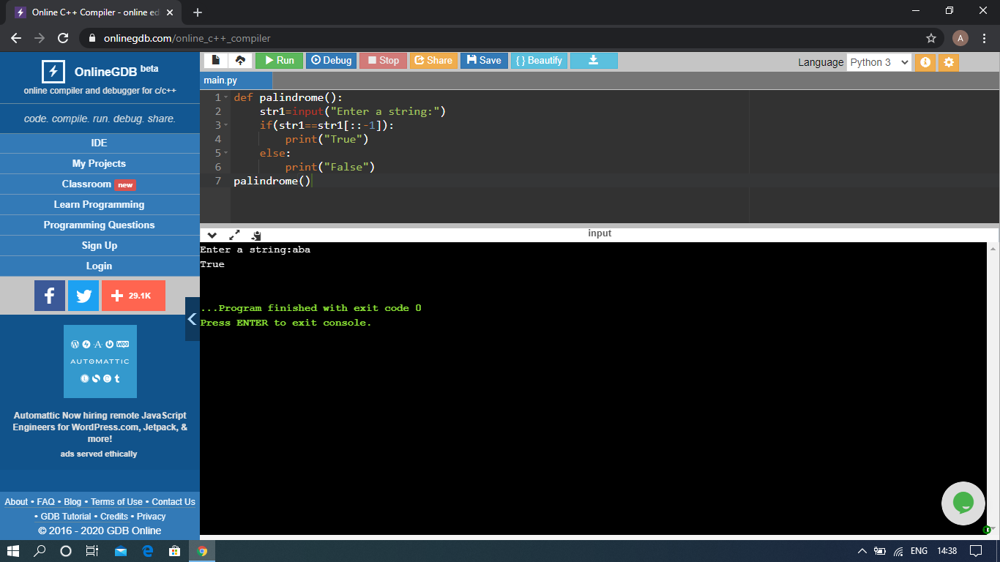 Online C++ Compiler - online ed
onlinegdb.com/online_c++_compiler
A
OnlineGDB beta
online compiler and debugger for c/c++
code. compile. run. debug. share.
IDE
My Projects
Classroom new
Learn Programming
Programming Questions
Sign Up
Login
29.1K
WOO
AUTOMATTIC
Automattic Now hiring remote JavaScript
Engineers for WordPress.com, Jetpack, &
more!
ads served ethically
About • FAQ • Blog • Terms of Use • Contact Us
• GDB Tutorial • Credits • Privacy
© 2016 - 2020 GDB Online
Run Debug Stop Share Save { } Beautify
Language Python 3
main.py
1 def palindrome():
2     str1=input("Enter a string:")
3     if(str1==str1[::-1]):
4         print("True")
5     else:
6         print("False")
7 palindrome()
input
Enter a string:aba
True
...Program finished with exit code 0
Press ENTER to exit console.
ENG 14:38